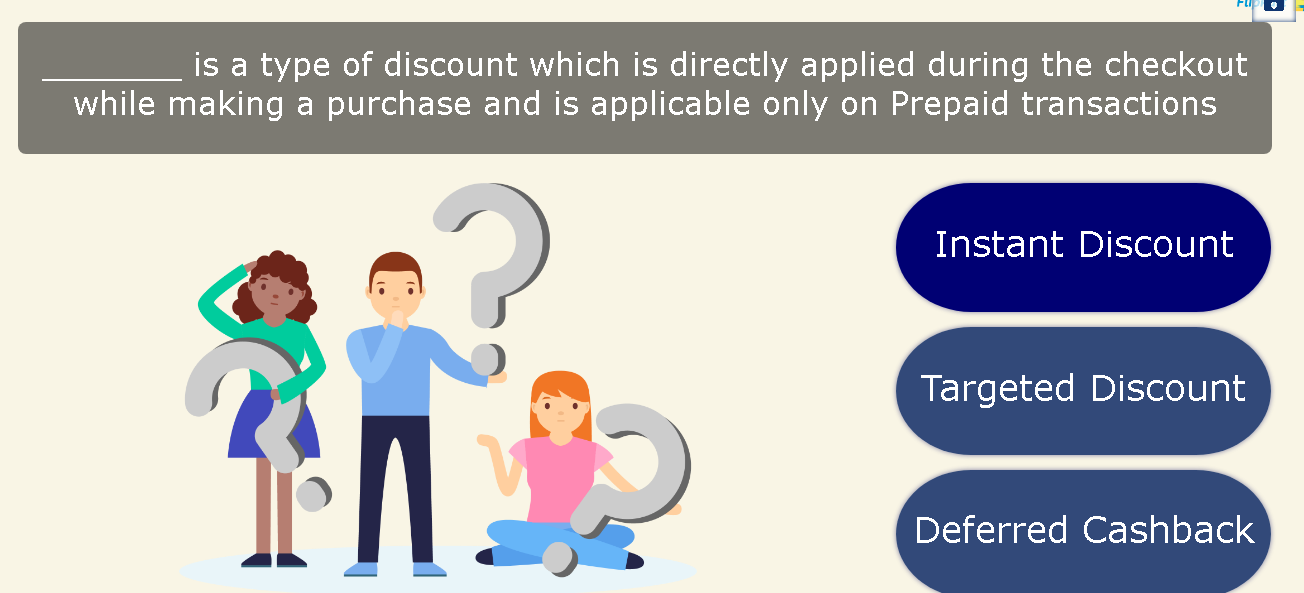 ________ is a type of discount which is directly applied during the checkout
while making a purchase and is applicable only on Prepaid transactions
Instant Discount
Targeted Discount
Deferred Cashback